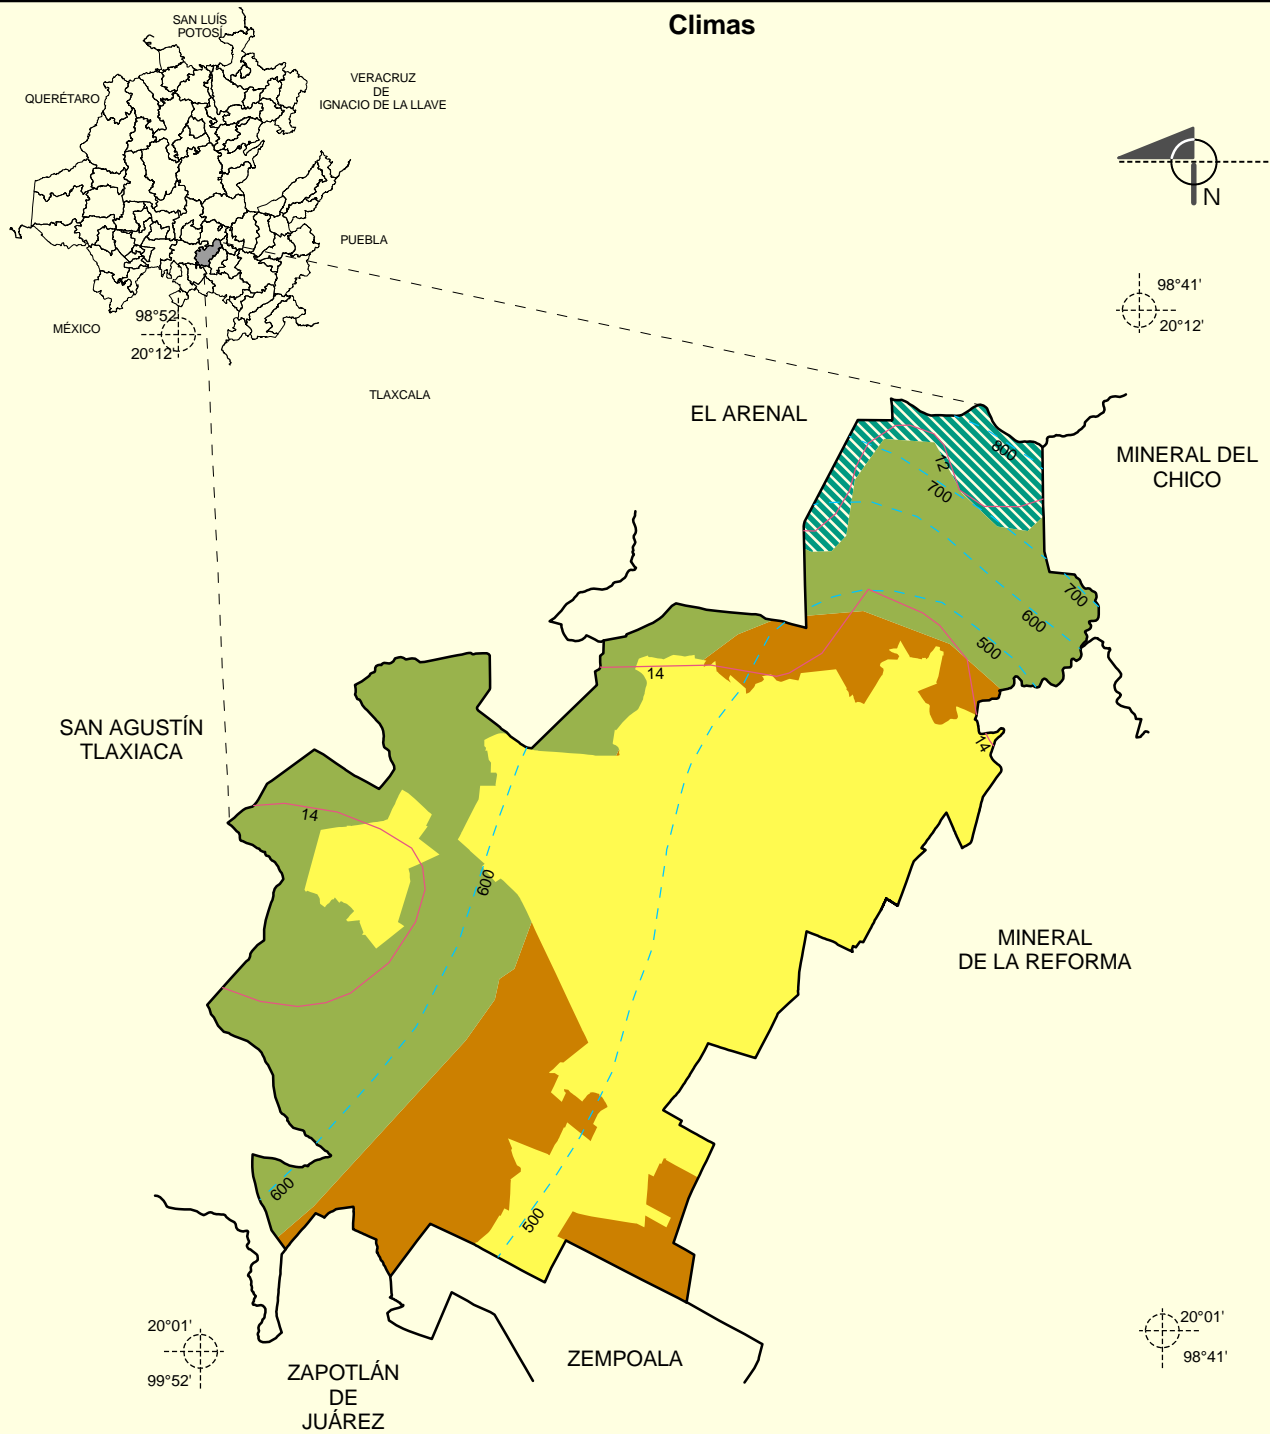 Climas
SAN LUÍS
POTOSÍ
VERACRUZ
DE
IGNACIO DE LA LLAVE
QUERÉTARO
PUEBLA
MÉXICO
TLAXCALA
98°52'
20°12'
N
98°41'
20°12'
EL ARENAL
MINERAL DEL
CHICO
800
12
700
700
600
500
14
14
SAN AGUSTÍN
TLAXIACA
14
600
MINERAL
DE LA REFORMA
600
500
20°01'
99°52'
ZAPOTLÁN
DE
JUÁREZ
ZEMPOALA
20°01'
98°41'